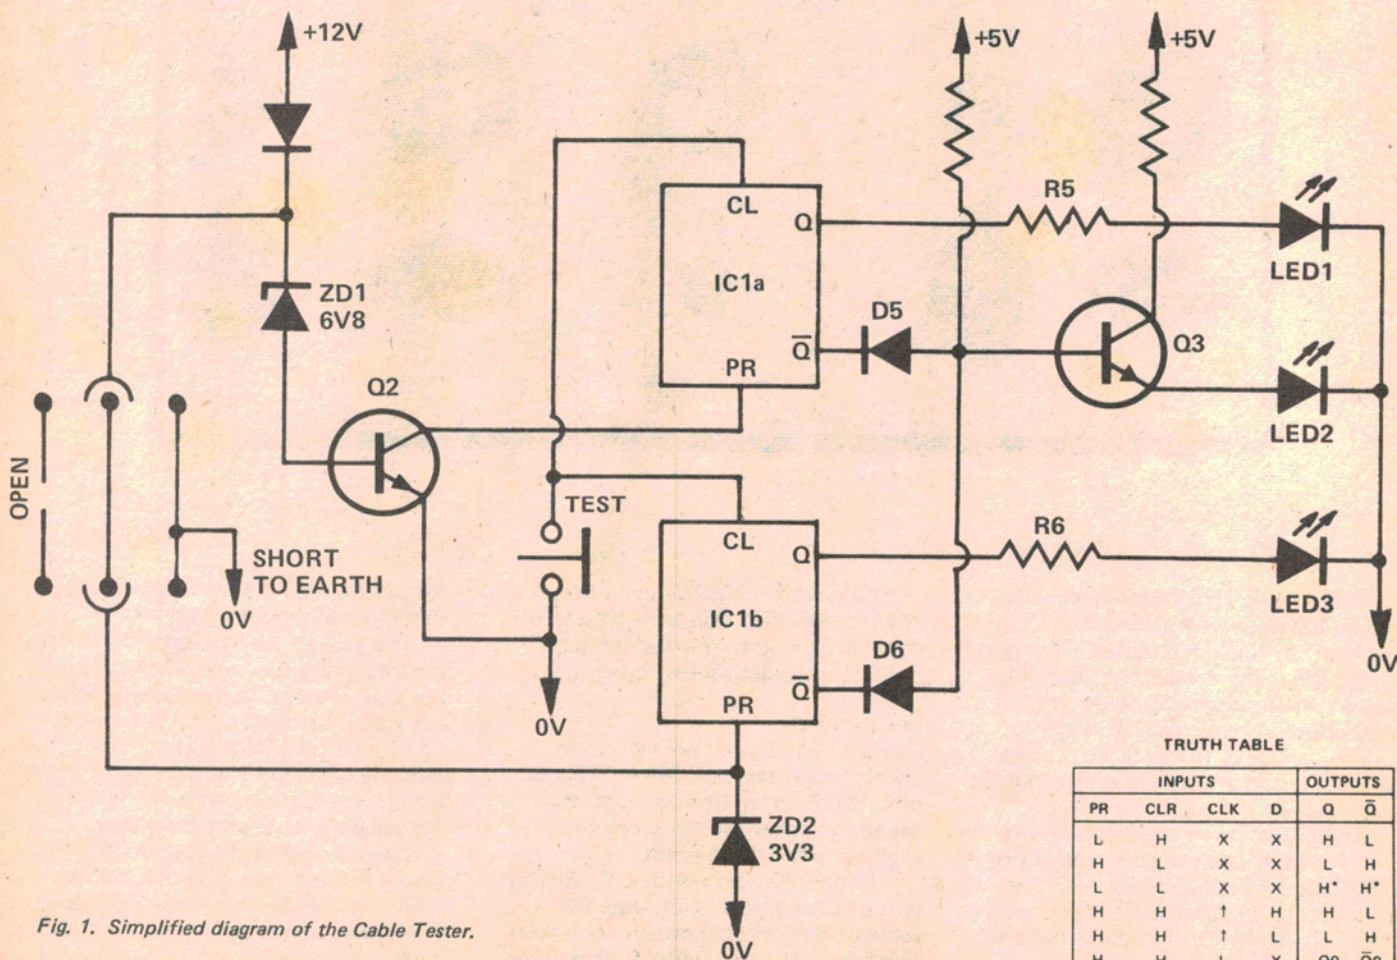 +12V
+5V
+5V
CL
Q
R5
LED1
IC1a
ZD1
6V8
D5
Q̅
PR
Q3
Q2
LED2
OPEN
TEST
SHORT
TO EARTH
0V
CL
Q
R6
LED3
IC1b
0V
D6
Q̅
PR
0V
ZD2
3V3
0V
TRUTH TABLE
INPUTS OUTPUTS
PR CLR CLK D Q Q̅
L H X X H L
H L X X L H
L L X X H* H*
H H ↑ H H L
H H ↑ L L H
H H L X Qo Q̅o
Fig. 1. Simplified diagram of the Cable Tester.